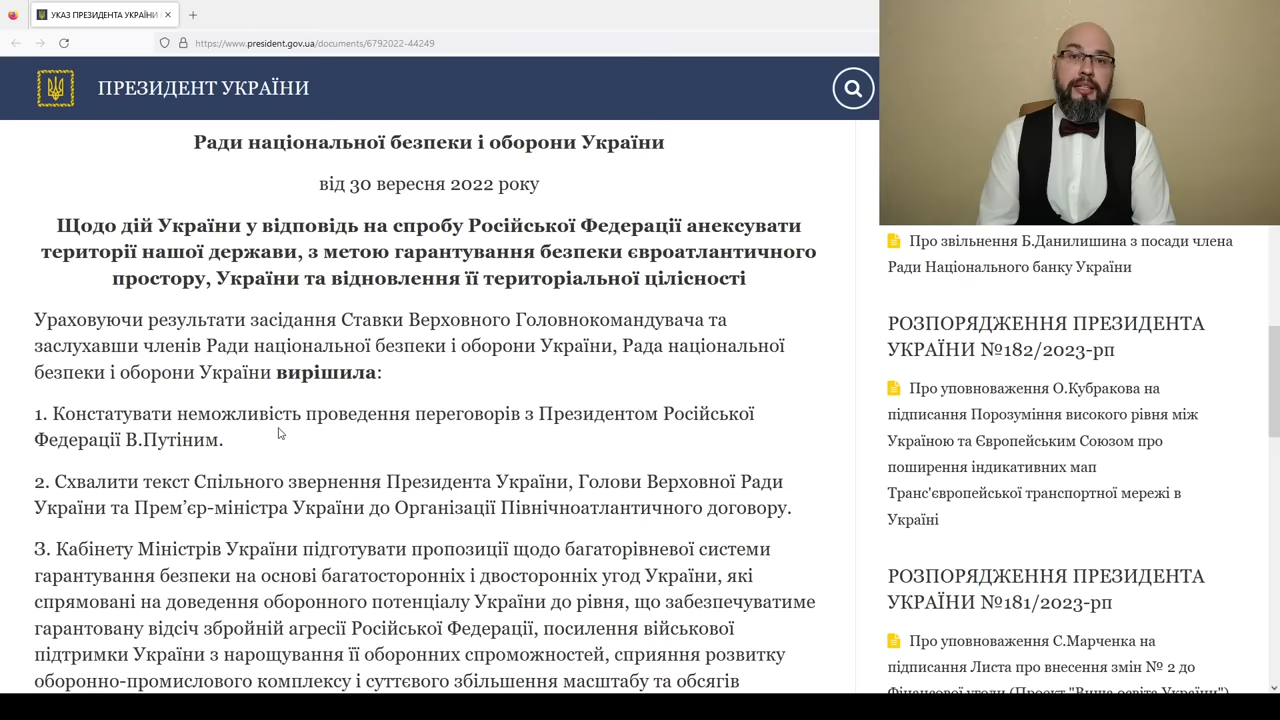 УКАЗ ПРЕЗИДЕНТА УКРАЇНИ
https://www.president.gov.ua/documents/6792022-44249
ПРЕЗИДЕНТ УКРАЇНИ
Ради національної безпеки і оборони України
від 30 вересня 2022 року
Щодо дій України у відповідь на спробу Російської Федерації анексувати
території нашої держави, з метою гарантування безпеки євроатлантичного
простору, України та відновлення її територіальної цілісності
Ураховуючи результати засідання Ставки Верховного Головнокомандувача та
заслухавши членів Ради національної безпеки і оборони України, Рада національної
безпеки і оборони України вирішила:
1. Констатувати неможливість проведення переговорів з Президентом Російської
Федерації В.Путіним.
2. Схвалити текст Спільного звернення Президента України, Голови Верховної Ради
України та Прем’єр-міністра України до Організації Північноатлантичного договору.
3. Кабінету Міністрів України підготувати пропозиції щодо багаторівневої системи
гарантування безпеки на основі багатосторонніх і двосторонніх угод України, які
спрямовані на доведення оборонного потенціалу України до рівня, що забезпечуватиме
гарантовану відсіч збройній агресії Російської Федерації, посилення військової
підтримки України з нарощування її оборонних спроможностей, сприяння розвитку
оборонно-промислового комплексу і суттєвого збільшення масштабу та обсягів
Про звільнення Б.Данилишина з посади члена
Ради Національного банку України
РОЗПОРЯДЖЕННЯ ПРЕЗИДЕНТА
УКРАЇНИ №182/2023-рп
Про уповноваження О.Кубракова на
підписання Порозуміння високого рівня між
Україною та Європейським Союзом про
поширення індикативних мап
Транс'європейської транспортної мережі в
Україні
РОЗПОРЯДЖЕННЯ ПРЕЗИДЕНТА
УКРАЇНИ №181/2023-рп
Про уповноваження С.Марченка на
підписання Листа про внесення змін № 2 до
Фінансової угоди (Проєкт "Вища освіта України")